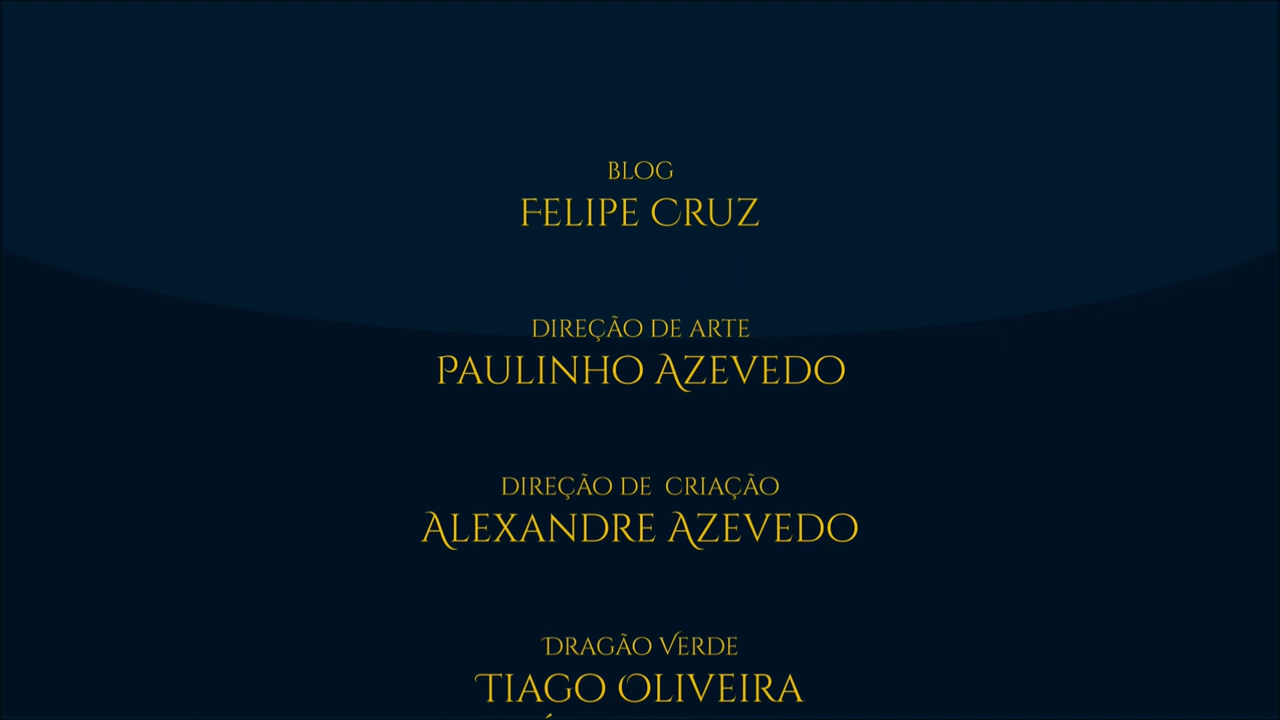 Blog
Felipe Cruz
Direção de Arte
Paulinho Azevedo
Direção de Criação
Alexandre Azevedo
Dragão Verde
Tiago Oliveira